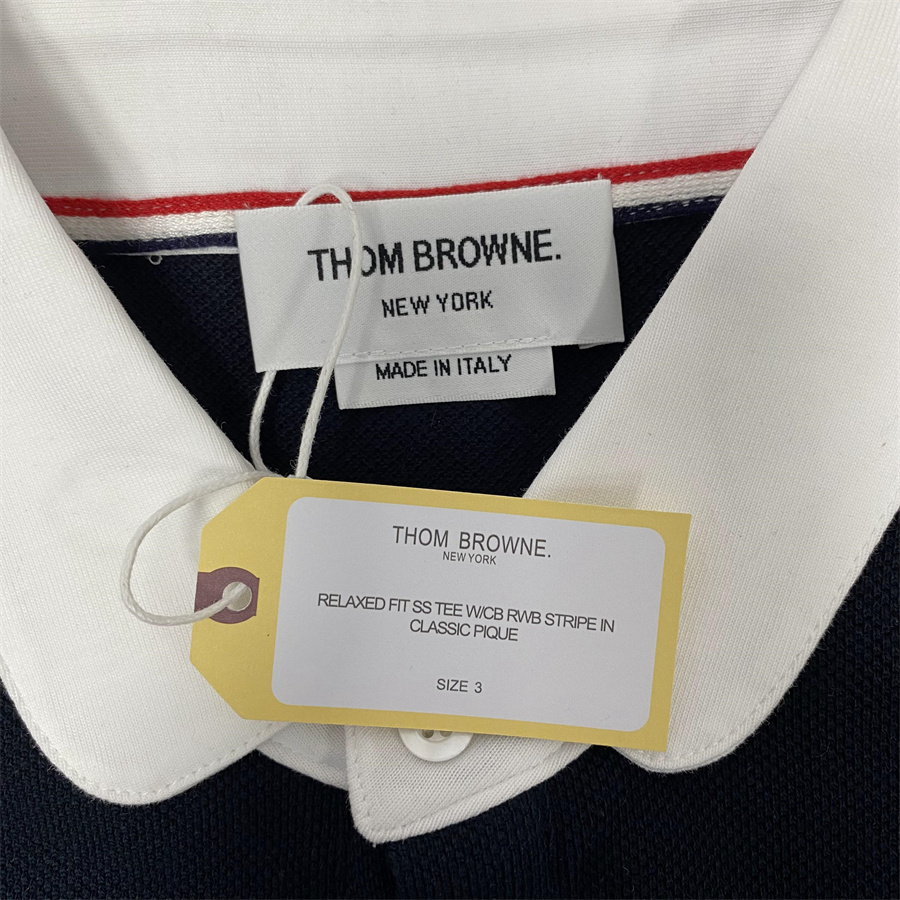 THOM BROWNE.
NEW YORK
MADE IN ITALY
THOM BROWNE.
NEW YORK
RELAXED FIT SS TEE W/CB RWB STRIPE IN
CLASSIC PIQUE
SIZE 3